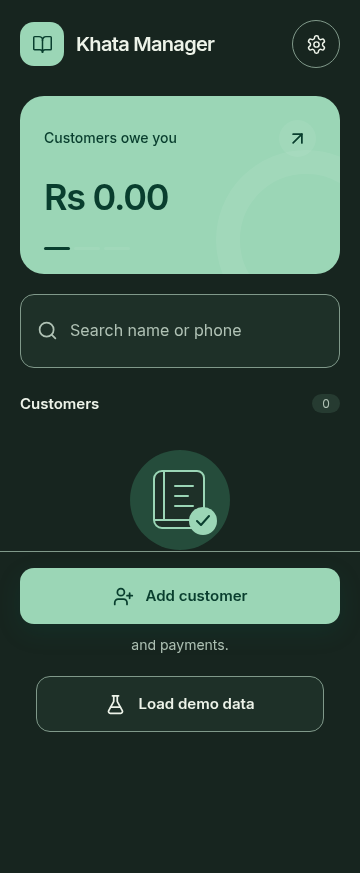 Khata Manager
Customers owe you
Rs 0.00
Search name or phone
Customers
0
Add customer
and payments.
Load demo data